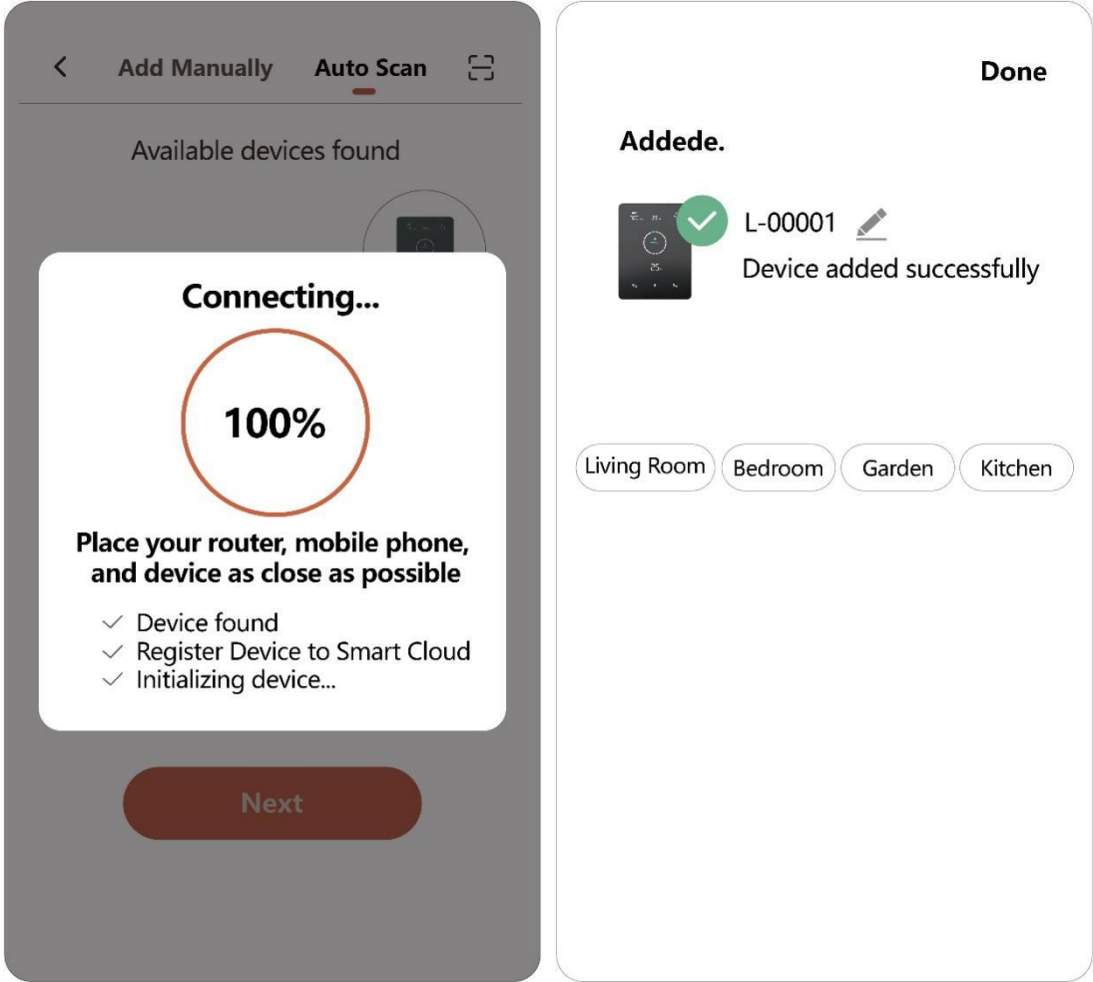 Add Manually Auto Scan
Available devices found
Connecting...
100%
Place your router, mobile phone,
and device as close as possible
Device found
Register Device to Smart Cloud
Initializing device...
Next
Done
Addede.
L-00001
Device added successfully
Living Room Bedroom Garden Kitchen